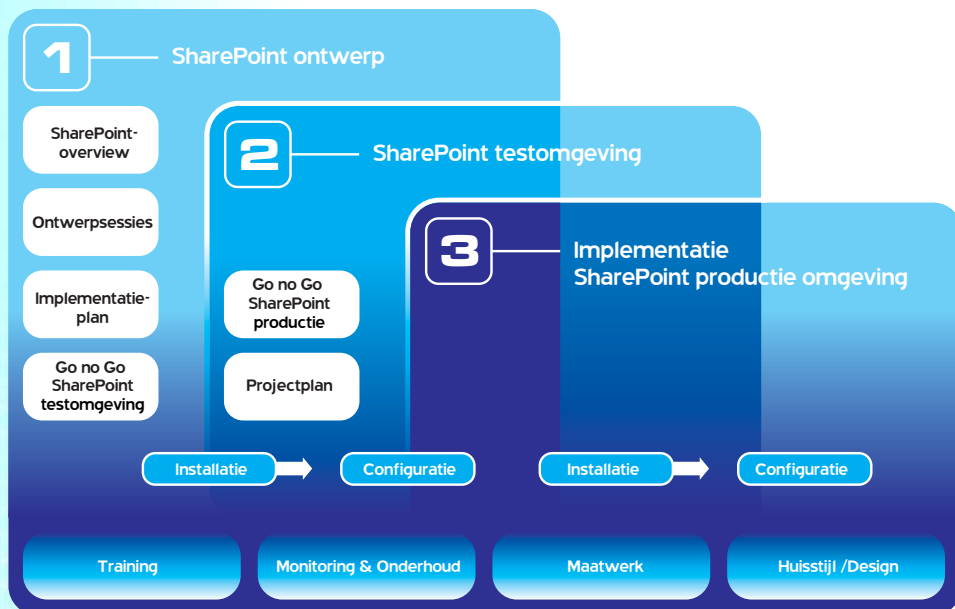 1
SharePoint ontwerp
SharePoint-
overview
Ontwerpsessies
Implementatie-
plan
Go no Go
SharePoint
testomgeving
2
SharePoint testomgeving
Go no Go
SharePoint
productie
Projectplan
3
Implementatie
SharePoint productie omgeving
Installatie
Configuratie
Installatie
Configuratie
Training
Monitoring & Onderhoud
Maatwerk
Huisstijl /Design